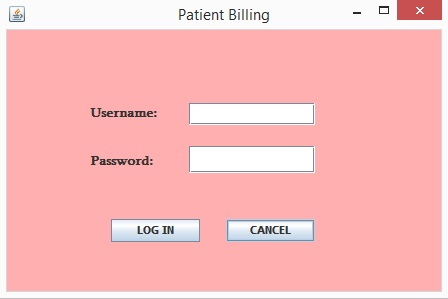 Patient Billing
Username:
Password:
LOG IN CANCEL